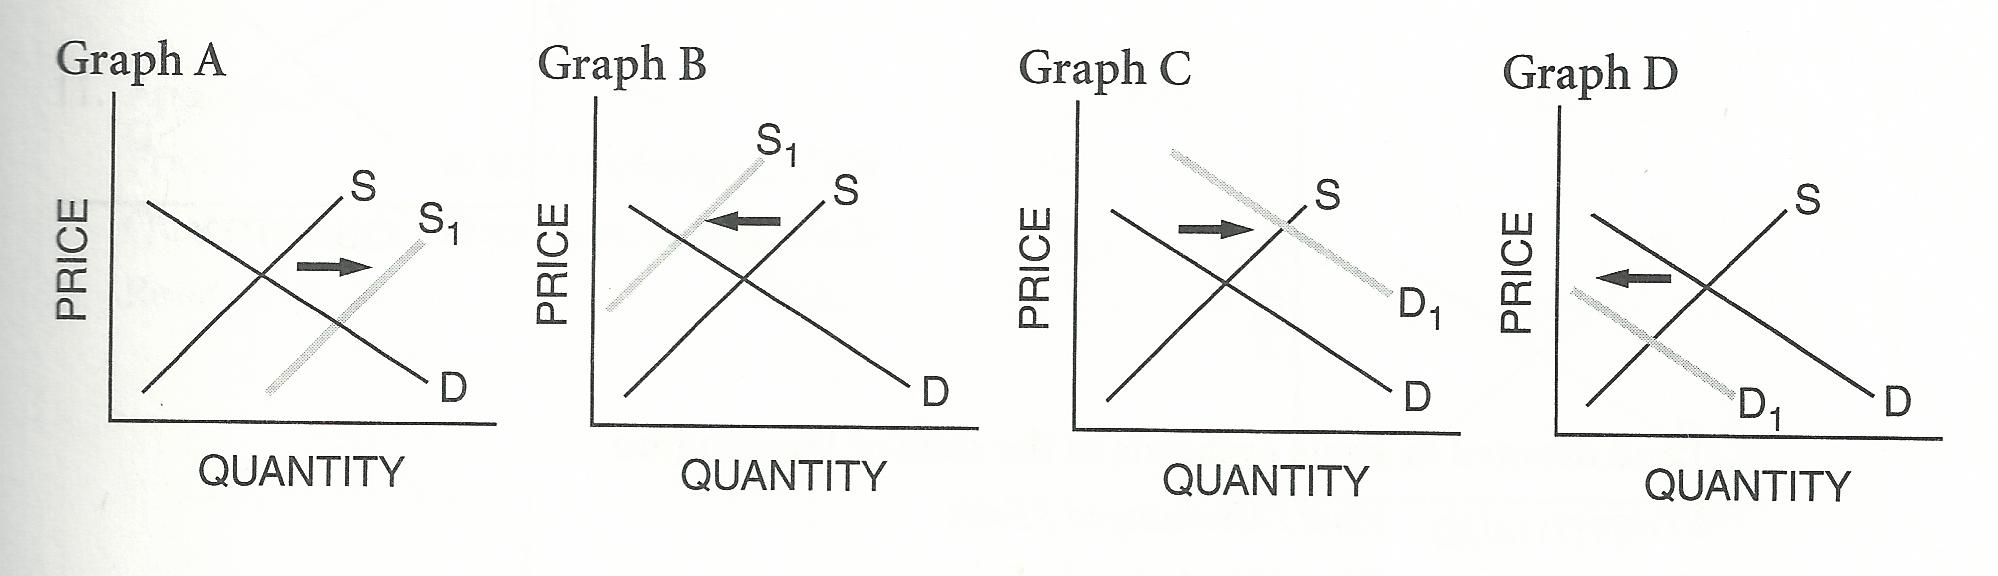 Graph A
PRICE
S
S1
D
QUANTITY
Graph B
PRICE
S1
S
D
QUANTITY
Graph C
PRICE
S
D1
D
QUANTITY
Graph D
PRICE
S
D1
D
QUANTITY